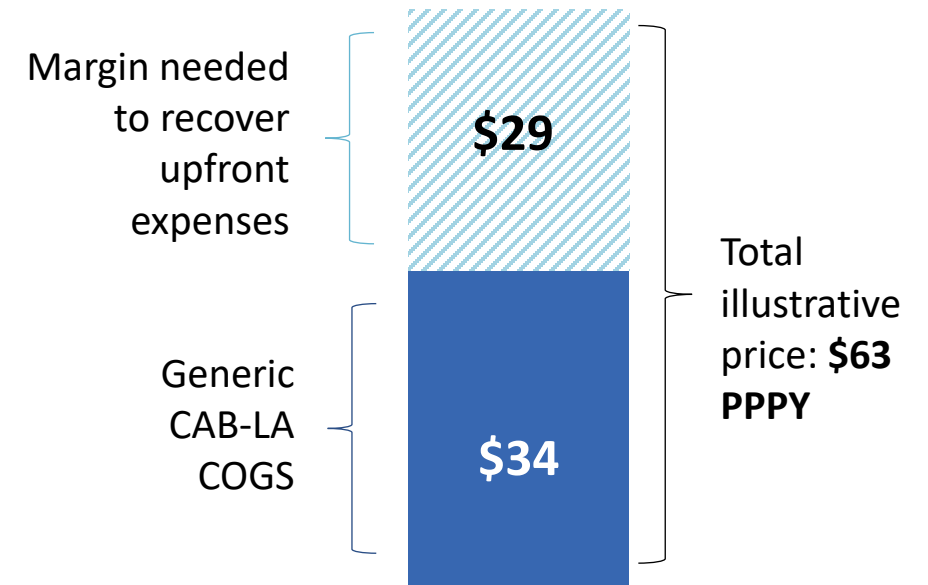 Margin needed
to recover
upfront
expenses
$29
Generic
CAB-LA
COGS
$34
Total
illustrative
price: $63
PPPY